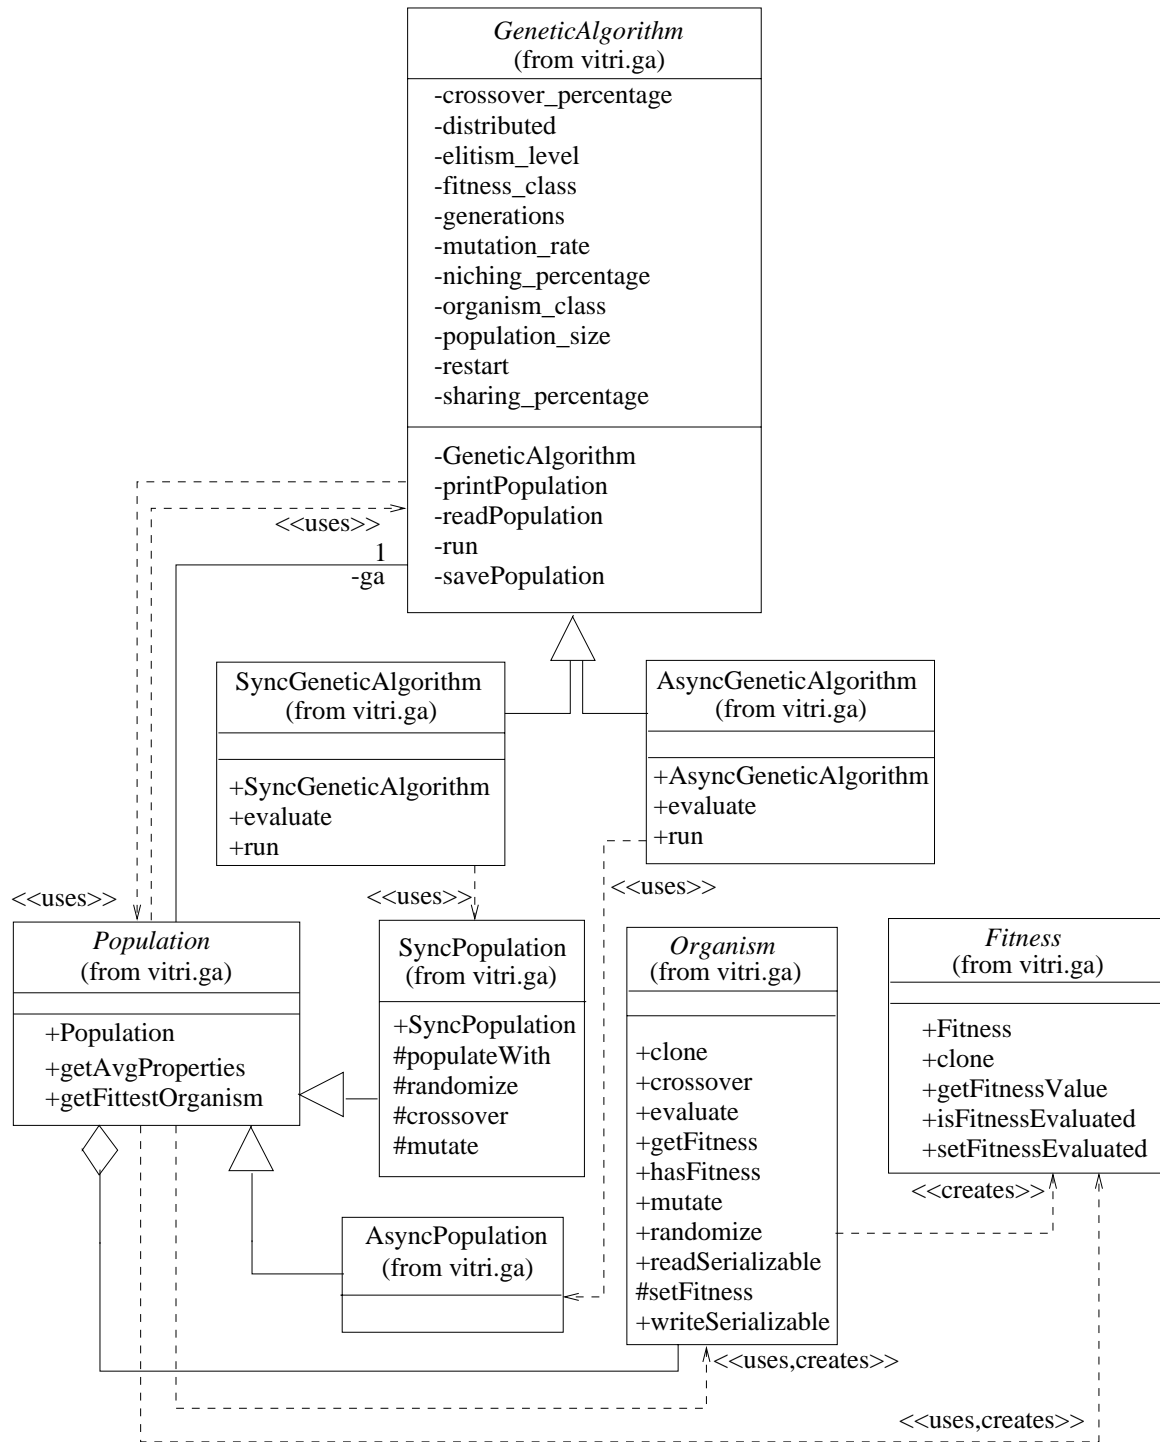 GeneticAlgorithm
(from vitri.ga)
-crossover_percentage
-distributed
-elitism_level
-fitness_class
-generations
-mutation_rate
-niching_percentage
-organism_class
-population_size
-restart
-sharing_percentage
-GeneticAlgorithm
-printPopulation
-readPopulation
-run
-savePopulation
<<uses>>
1
-ga
SyncGeneticAlgorithm
(from vitri.ga)
+SyncGeneticAlgorithm
+evaluate
+run
AsyncGeneticAlgorithm
(from vitri.ga)
+AsyncGeneticAlgorithm
+evaluate
+run
<<uses>>
<<uses>>
<<uses>>
Population
(from vitri.ga)
+Population
+getAvgProperties
+getFittestOrganism
SyncPopulation
(from vitri.ga)
+SyncPopulation
#populateWith
#randomize
#crossover
#mutate
Organism
(from vitri.ga)
+clone
+crossover
+evaluate
+getFitness
+hasFitness
+mutate
+randomize
+readSerializable
#setFitness
+writeSerializable
Fitness
(from vitri.ga)
+Fitness
+clone
+getFitnessValue
+isFitnessEvaluated
+setFitnessEvaluated
<<creates>>
AsyncPopulation
(from vitri.ga)
<<uses,creates>>
<<uses,creates>>